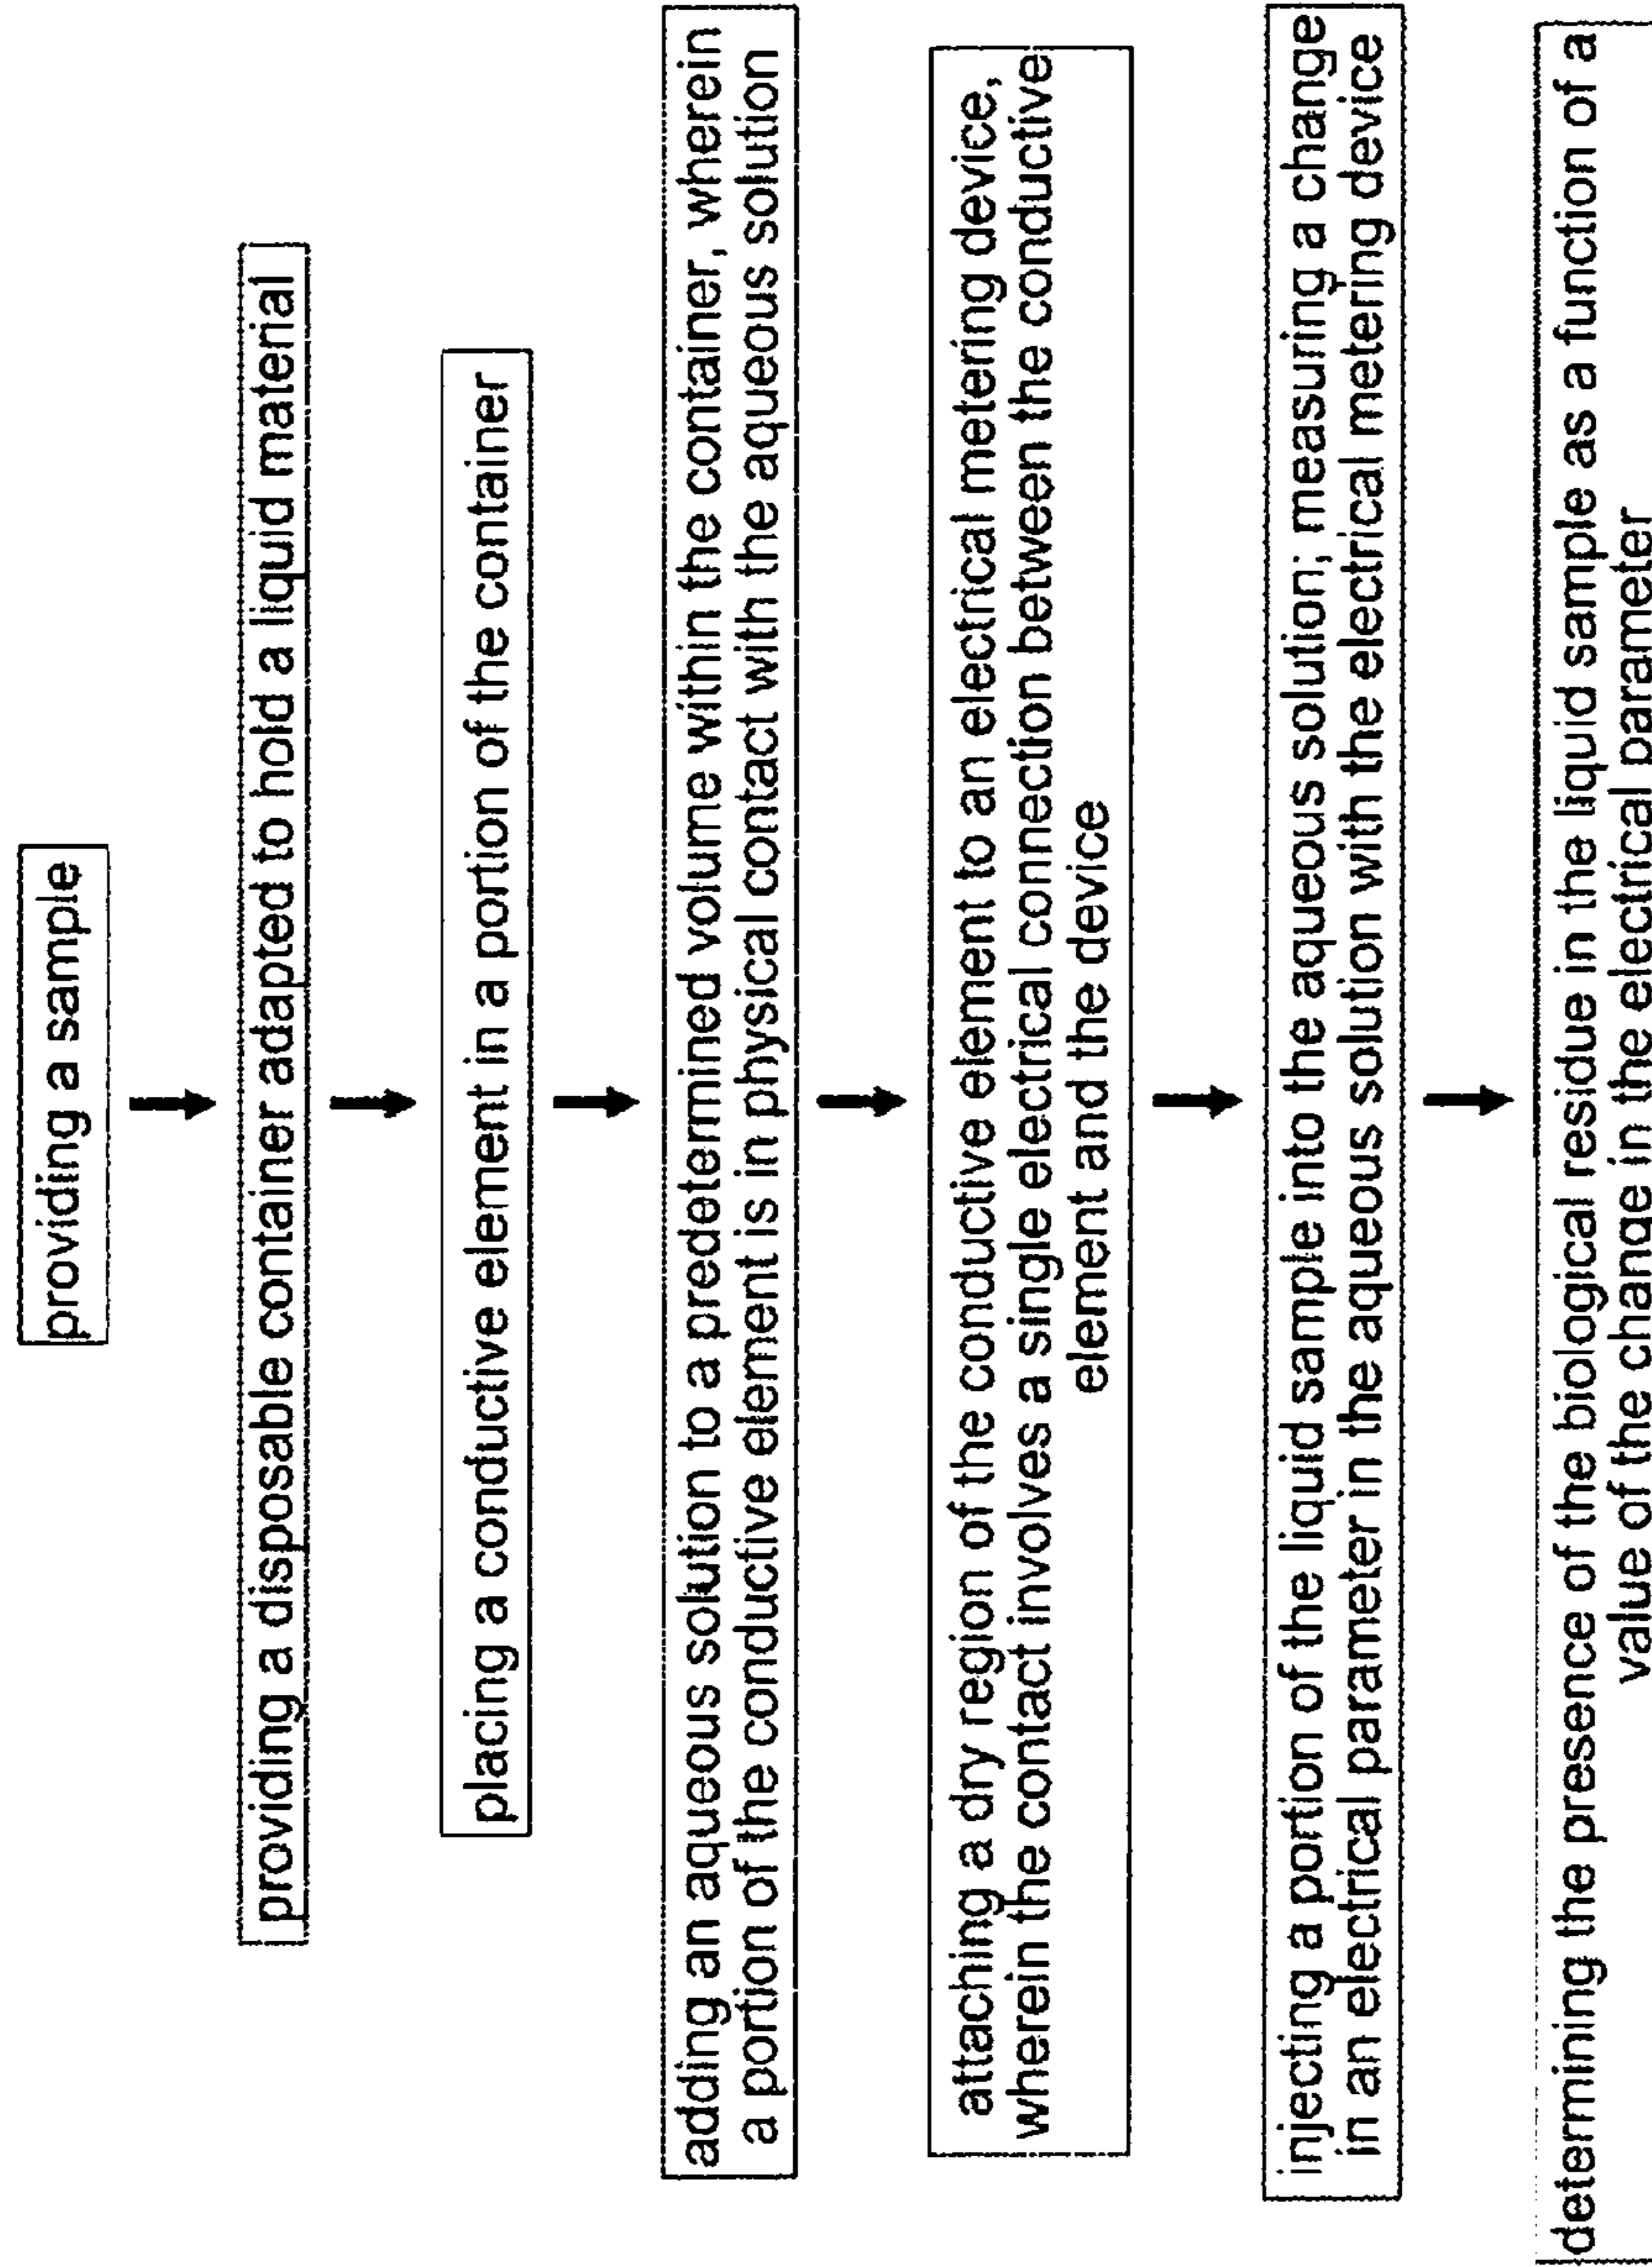 providing a sample
providing a disposable container adapted to hold a liquid material
placing a conductive element in a portion of the container
adding an aqueous solution to a predetermined volume within the container, wherein
a portion of the conductive element is in physical contact with the aqueous solution
attaching a dry region of the conductive element to an electrical metering device,
wherein the contact involves a single electrical connection between the conductive
element and the device
injecting a portion of the liquid sample into the aqueous solution; measuring a change
in an electrical parameter in the aqueous solution with the electrical metering device
determining the presence of the biological residue in the liquid sample as a function of a
value of the change in the electrical parameter